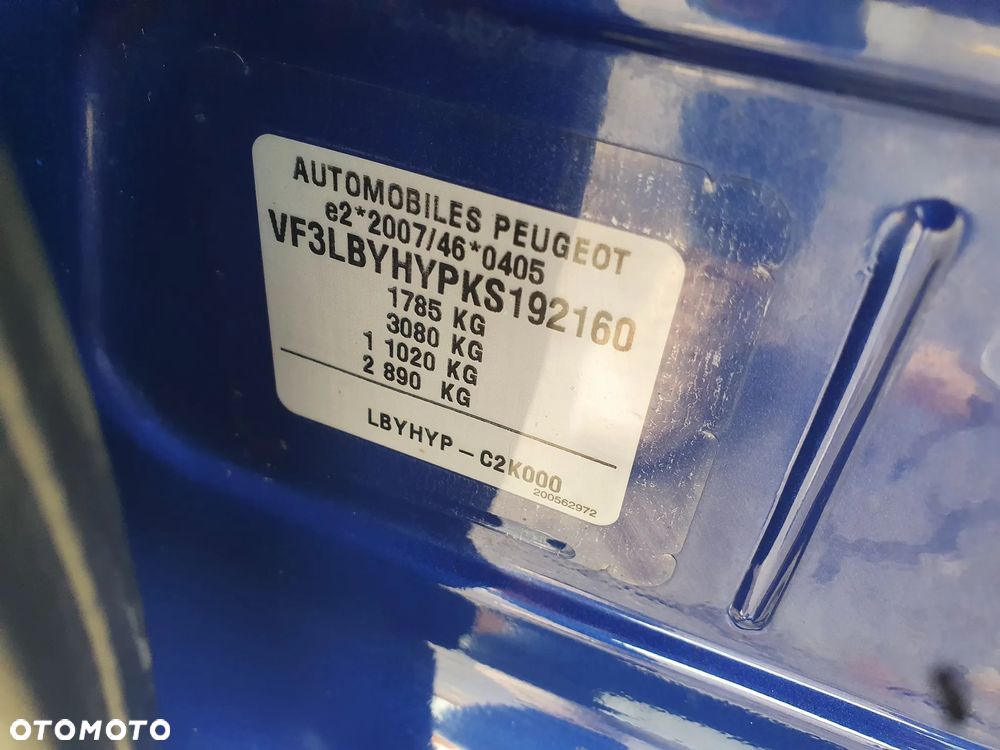 AUTOMOBILES PEUGEOT
e2*2007/46*0405
VF3LBYHYPKS192160
1785 KG
3080 KG
1 1020 KG
2 890 KG
LBYHYP – C2K000
200562972
OTOMOTO